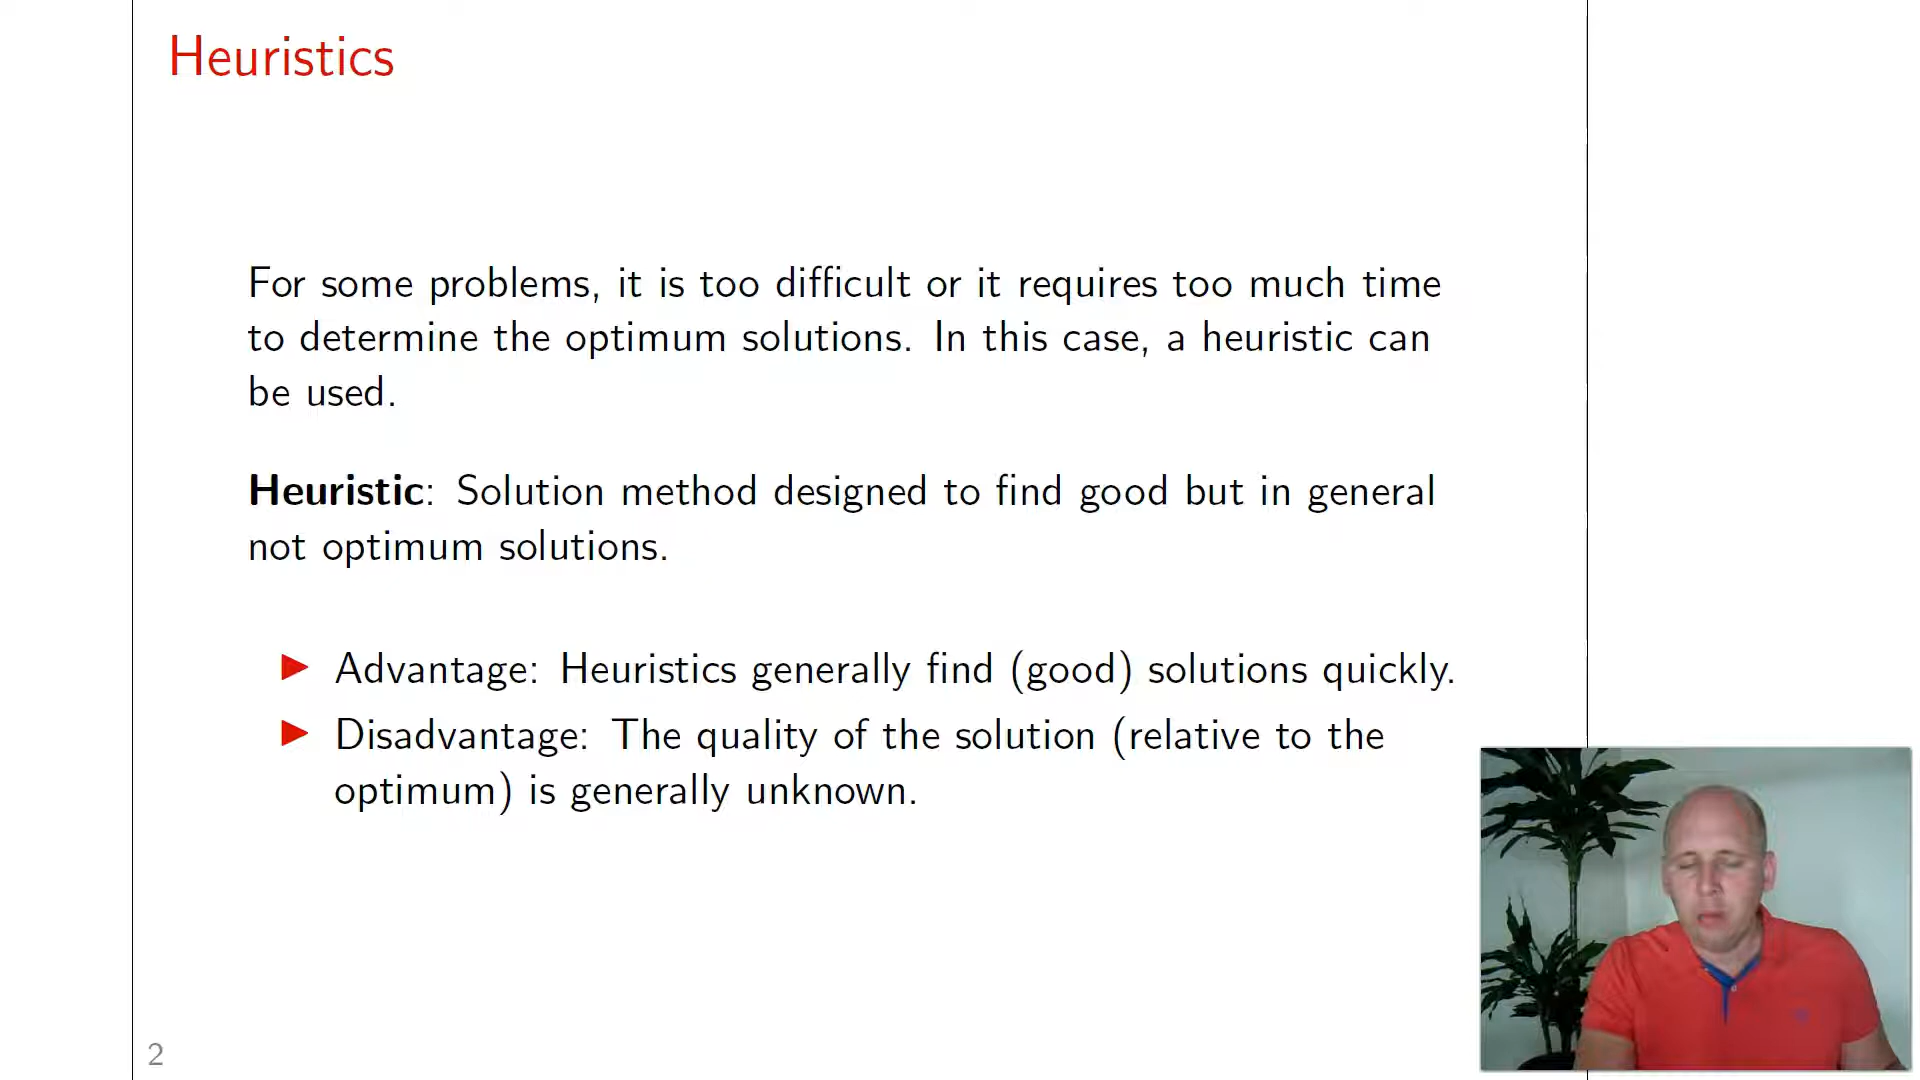 Heuristics
For some problems, it is too difficult or it requires too much time
to determine the optimum solutions. In this case, a heuristic can
be used.
Heuristic: Solution method designed to find good but in general
not optimum solutions.
Advantage: Heuristics generally find (good) solutions quickly.
Disadvantage: The quality of the solution (relative to the
optimum) is generally unknown.
2